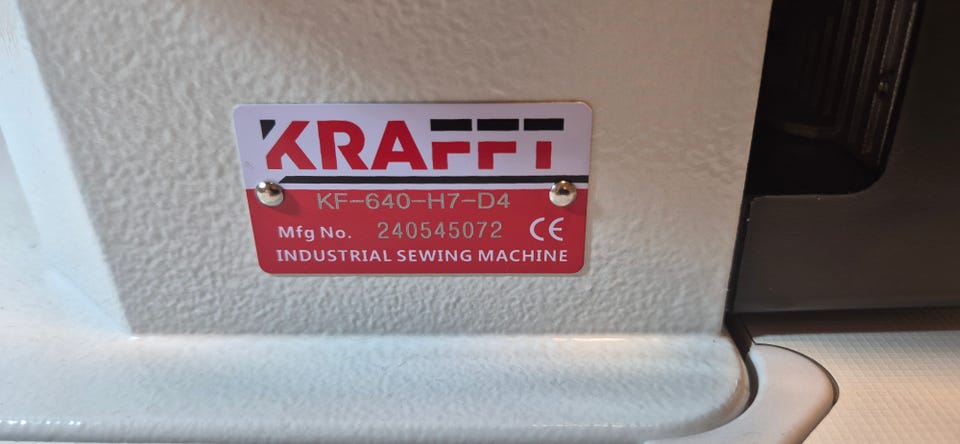 KRAFFT
KF-640-H7-D4
Mfg No. 240545072 CE
INDUSTRIAL SEWING MACHINE